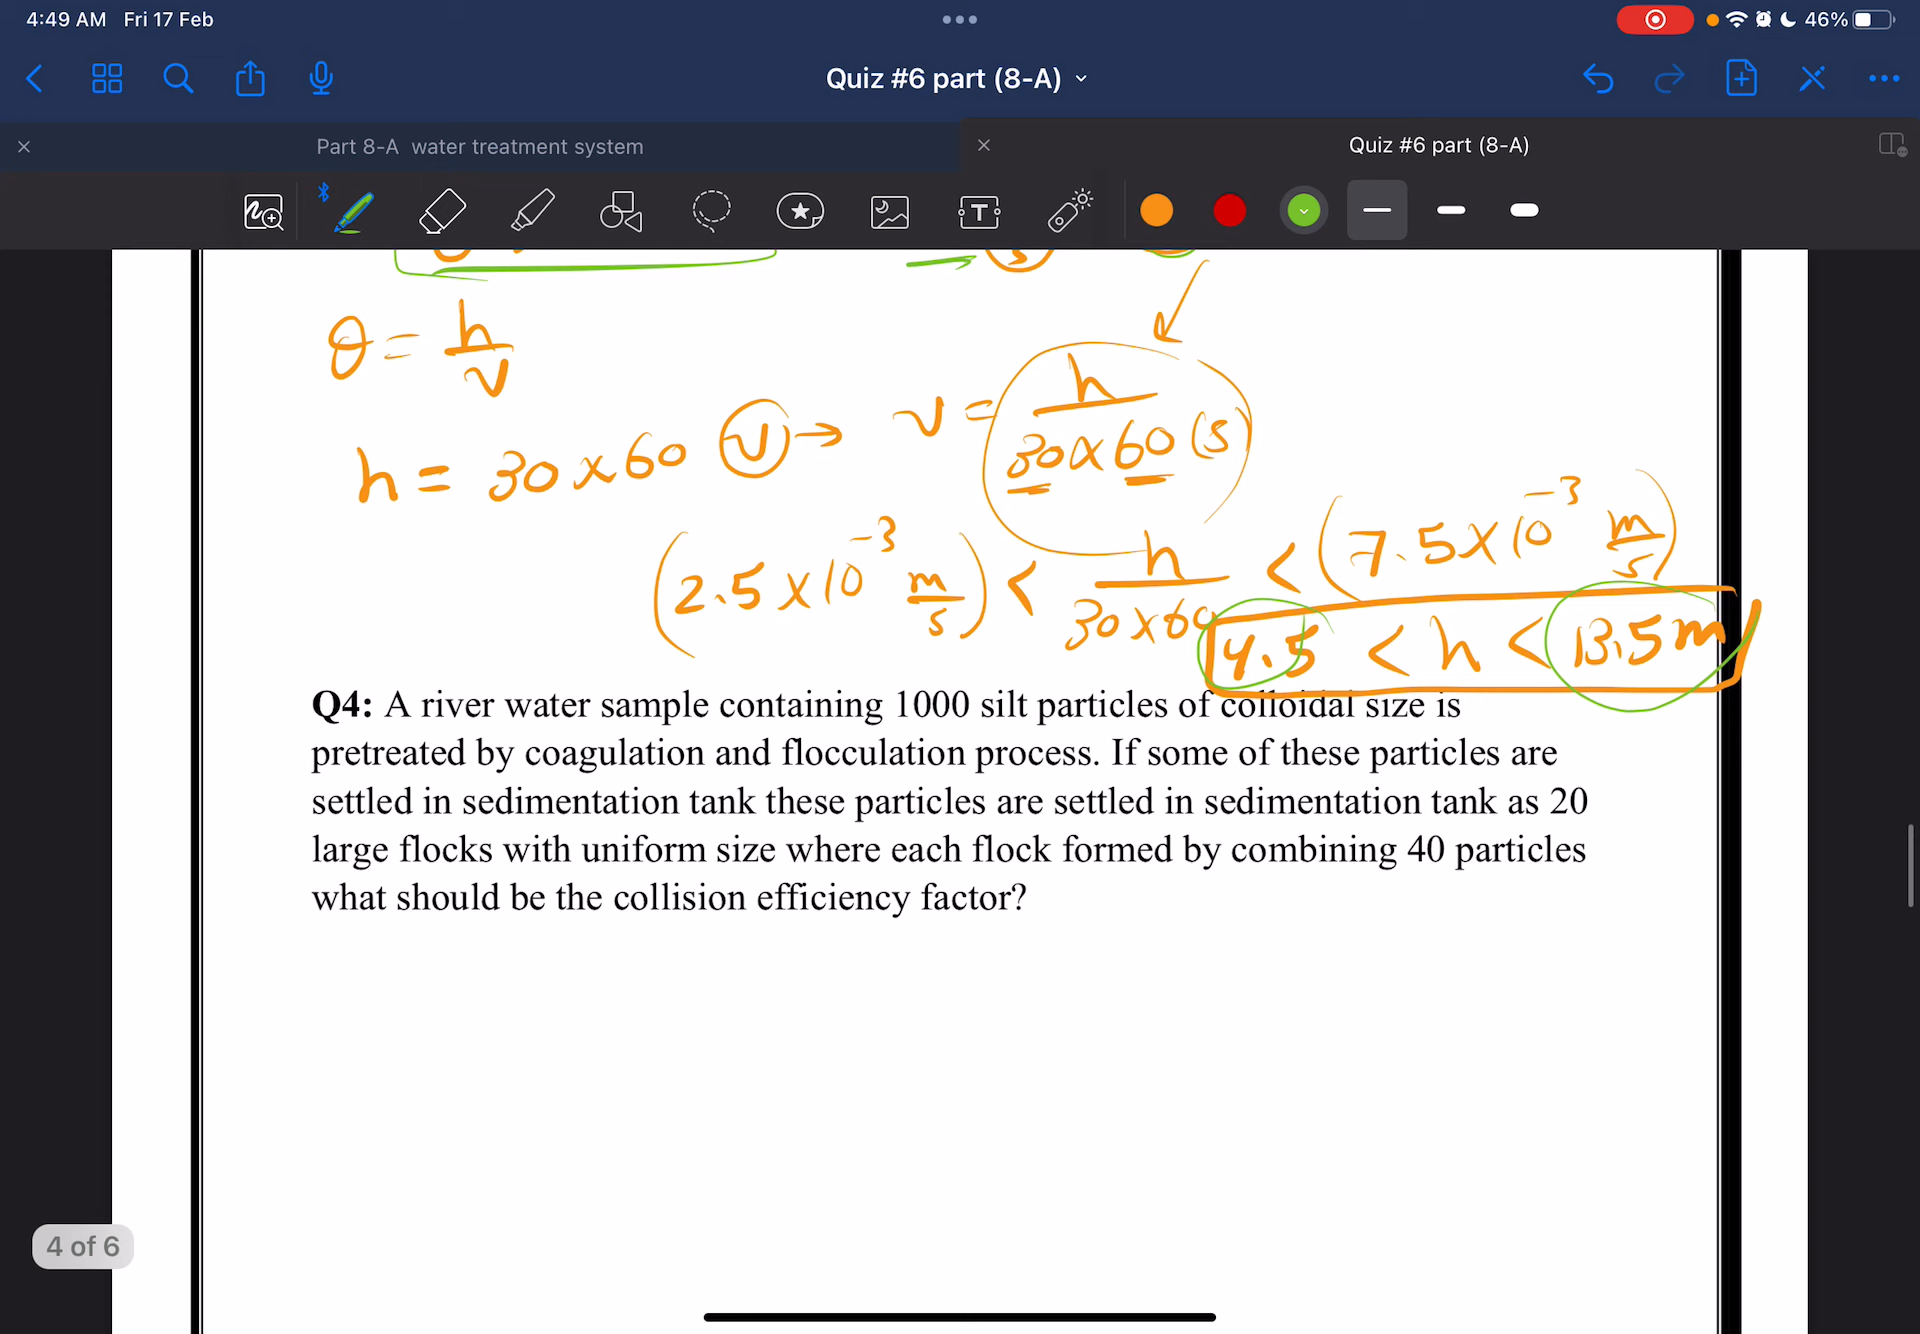 4:49 AM Fri 17 Feb
46%
Quiz #6 part (8-A)
Part 8-A water treatment system
Quiz #6 part (8-A)
T
θ = h/v
v = h/(30x60 (s))
h = 30x60 v →
(2.5x10^-3 m/s) < h/(30x60) < (7.5x10^-3 m/s)
4.5 < h < 13.5m
Q4: A river water sample containing 1000 silt particles of colloidal size is
pretreated by coagulation and flocculation process. If some of these particles are
settled in sedimentation tank these particles are settled in sedimentation tank as 20
large flocks with uniform size where each flock formed by combining 40 particles
what should be the collision efficiency factor?
4 of 6